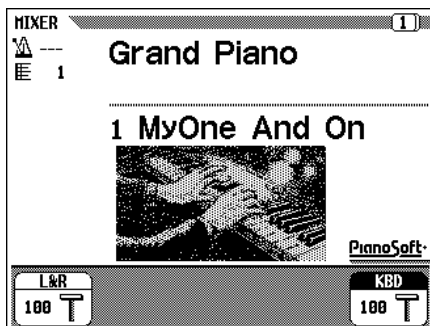 MIXER 1
---
1
Grand Piano
1 MyOne And On
PianoSoft·
L&R KBD
100 100